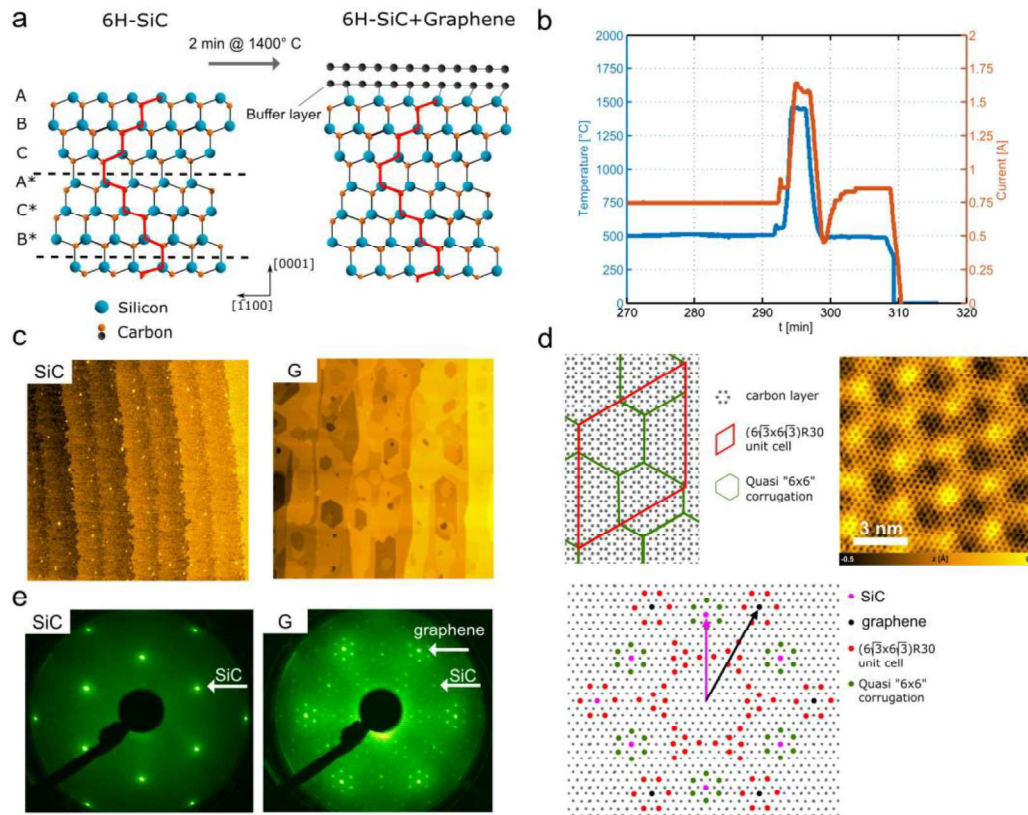 a
6H-SiC
6H-SiC+Graphene
2 min @ 1400° C
Buffer layer
A
B
C
A*
C*
B*
[0001]
[1100]
Silicon
Carbon
b
Temperature [°C]
2000
1750
1500
1250
1000
750
500
250
0
2
1.75
1.5
1.25
1
0.75
0.5
0.25
0
Current [A]
270
280
290
300
310
320
t [min]
c
SiC
G
d
carbon layer
(6√3x6√3)R30
unit cell
Quasi "6x6"
corrugation
3 nm
-0.5
z [Å]
e
SiC
SiC
G
graphene
SiC
SiC
graphene
(6√3x6√3)R30
unit cell
Quasi "6x6"
corrugation